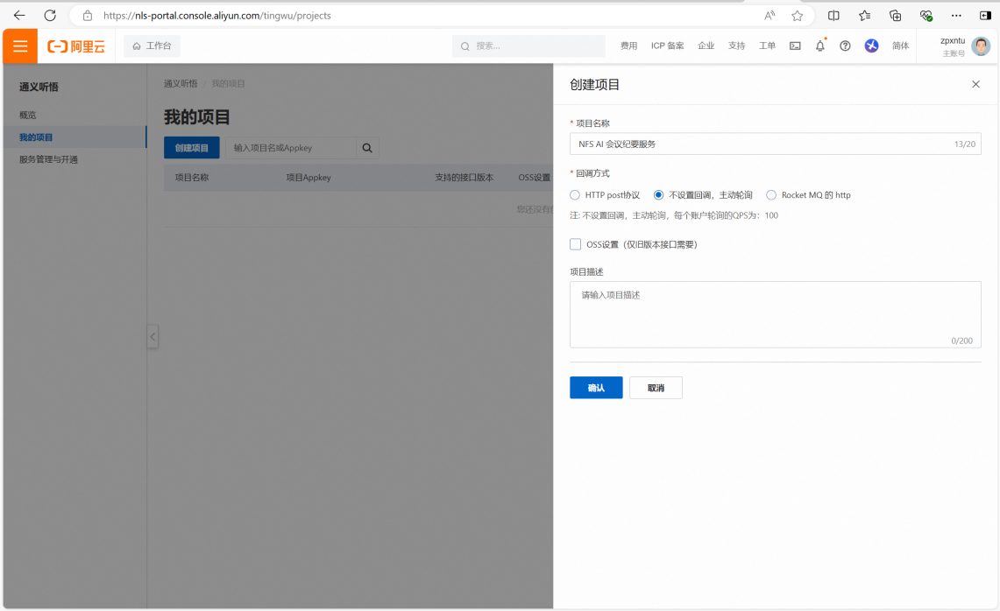 https://nls-portal.console.aliyun.com/tingwu/projects
阿里云
工作台
搜索...
费用
ICP 备案
企业
支持
工单
简体
zpxntu
主账号
通义听悟
概览
我的项目
服务管理与开通
通义听悟 / 我的项目
我的项目
创建项目
输入项目名或Appkey
项目名称
项目Appkey
支持的接口版本
OSS设置
您还没有
创建项目
* 项目名称
NFS AI 会议纪要服务
13/20
* 回调方式
HTTP post协议
不设置回调，主动轮询
Rocket MQ 的 http
注: 不设置回调，主动轮询，每个账户轮询的QPS为：100
OSS设置（仅旧版本接口需要）
项目描述
请输入项目描述
0/200
确认
取消